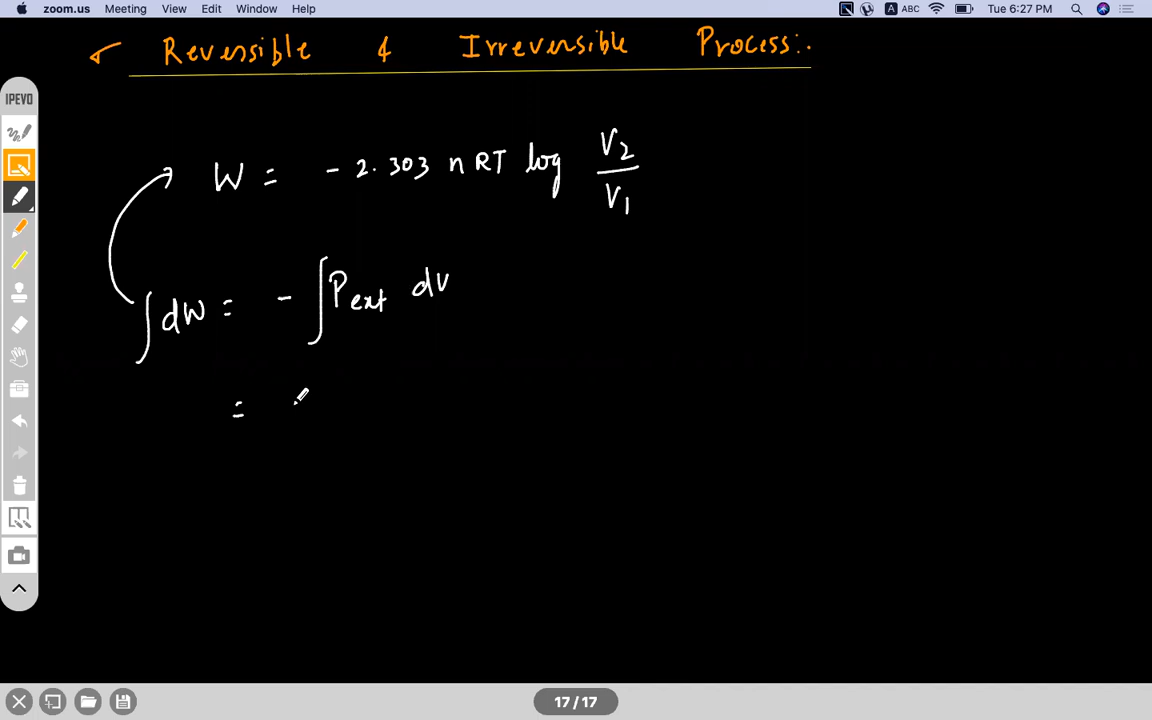 zoom.us Meeting View Edit Window Help A ABC Tue 6:27 PM
Reversible & Irreversible Process:.
IPEVO
W = - 2.303 nRT log V2/V1
∫dW = - ∫Pext dv
=
17/17